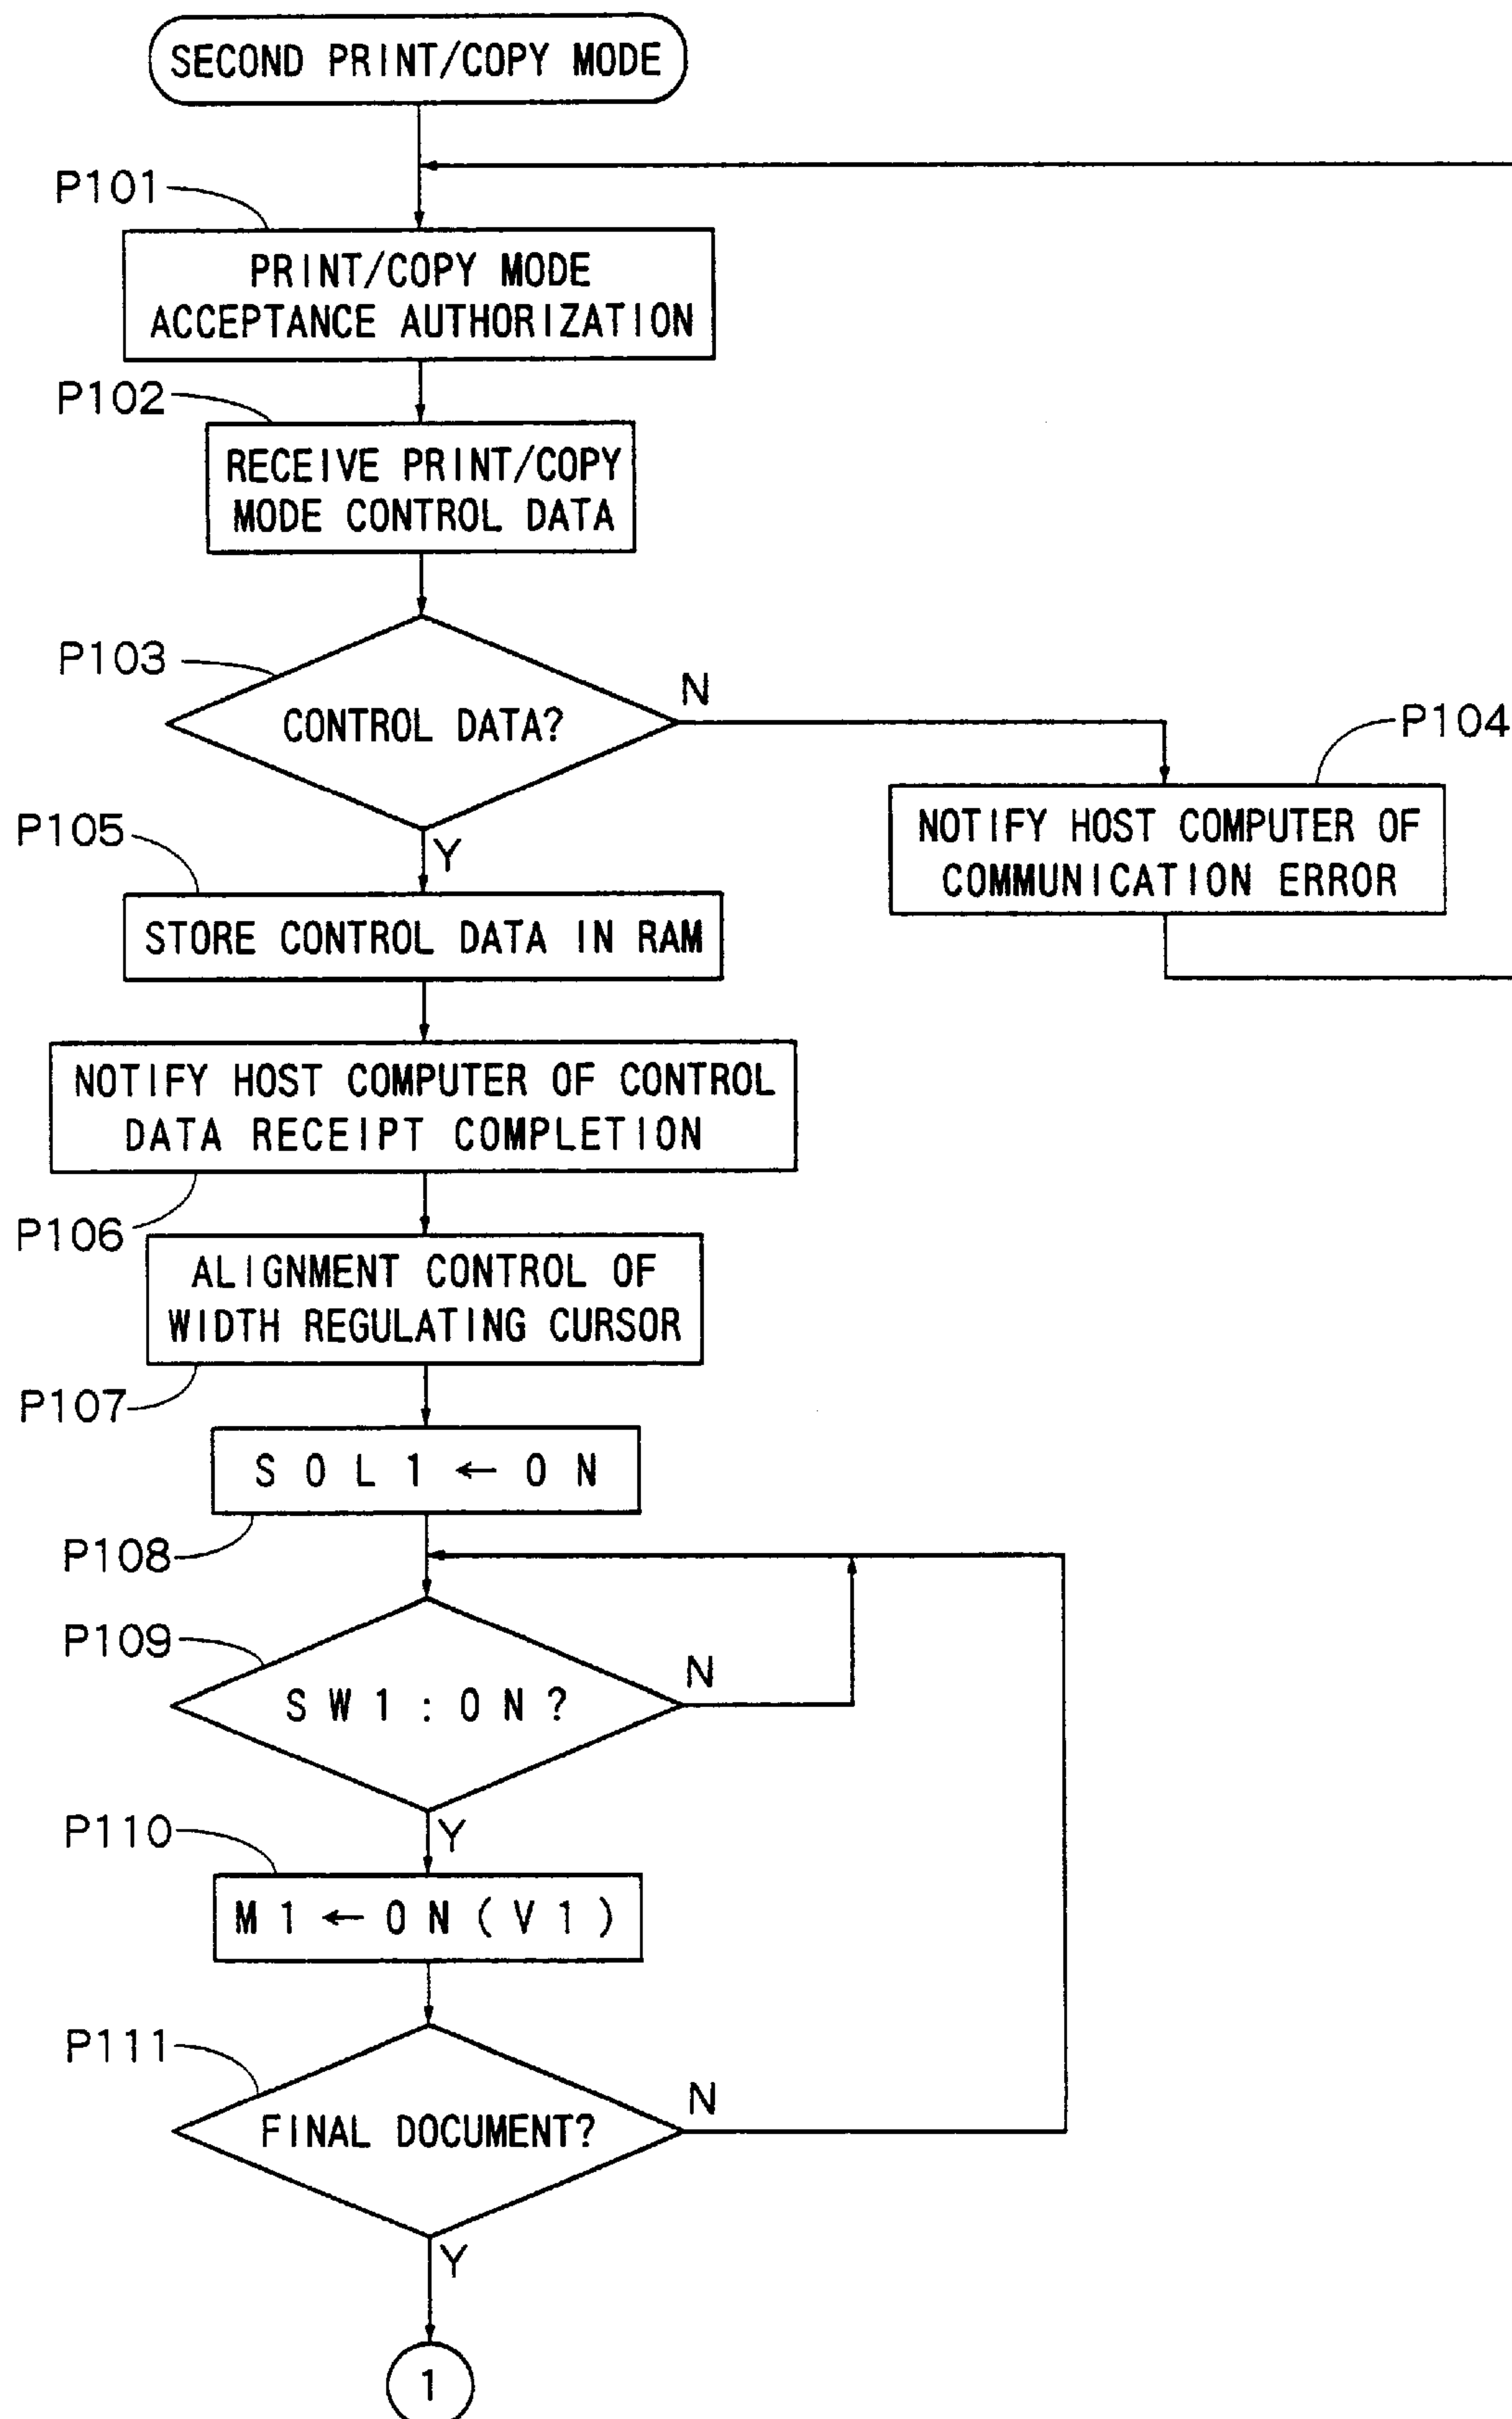 SECOND PRINT/COPY MODE
P101
PRINT/COPY MODE
ACCEPTANCE AUTHORIZATION
P102
RECEIVE PRINT/COPY
MODE CONTROL DATA
P103
CONTROL DATA?
N
P104
NOTIFY HOST COMPUTER OF
COMMUNICATION ERROR
Y
P105
STORE CONTROL DATA IN RAM
NOTIFY HOST COMPUTER OF CONTROL
DATA RECEIPT COMPLETION
P106
ALIGNMENT CONTROL OF
WIDTH REGULATING CURSOR
P107
SOL1 ← ON
P108
P109
SW1 : ON ?
N
Y
P110
M1 ← ON (V1)
P111
FINAL DOCUMENT?
N
Y
1